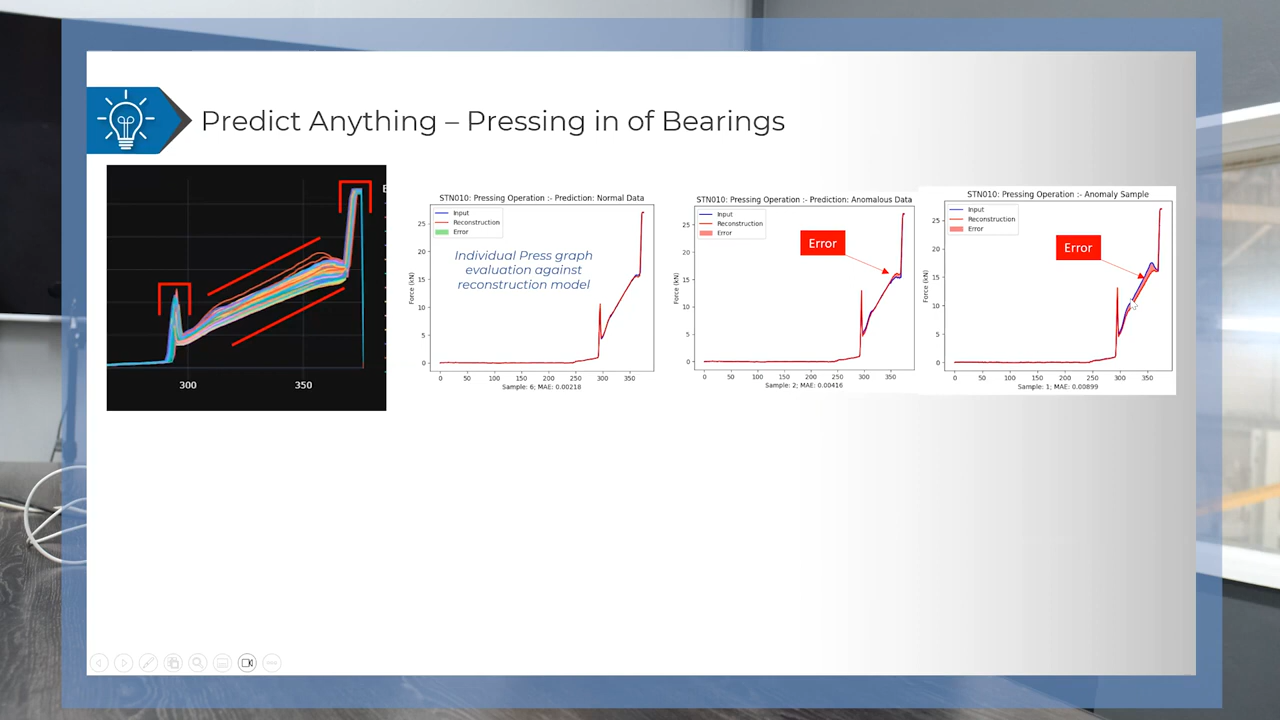 Predict Anything – Pressing in of Bearings
300
350
STN010: Pressing Operation :- Prediction: Normal Data
Input
Reconstruction
Error
Individual Press graph
evaluation against
reconstruction model
Force (kN)
25
20
15
10
5
0
0 50 100 150 200 250 300 350
Sample: 6; MAE: 0.00218
STN010: Pressing Operation :- Prediction: Anomalous Data
Input
Reconstruction
Error
Error
Force (kN)
25
20
15
10
5
0
0 50 100 150 200 250 300 350
Sample: 2; MAE: 0.00416
STN010: Pressing Operation :- Anomaly Sample
Input
Reconstruction
Error
Error
Force (kN)
25
20
15
10
5
0
0 50 100 150 200 250 300 350
Sample: 1; MAE: 0.00899